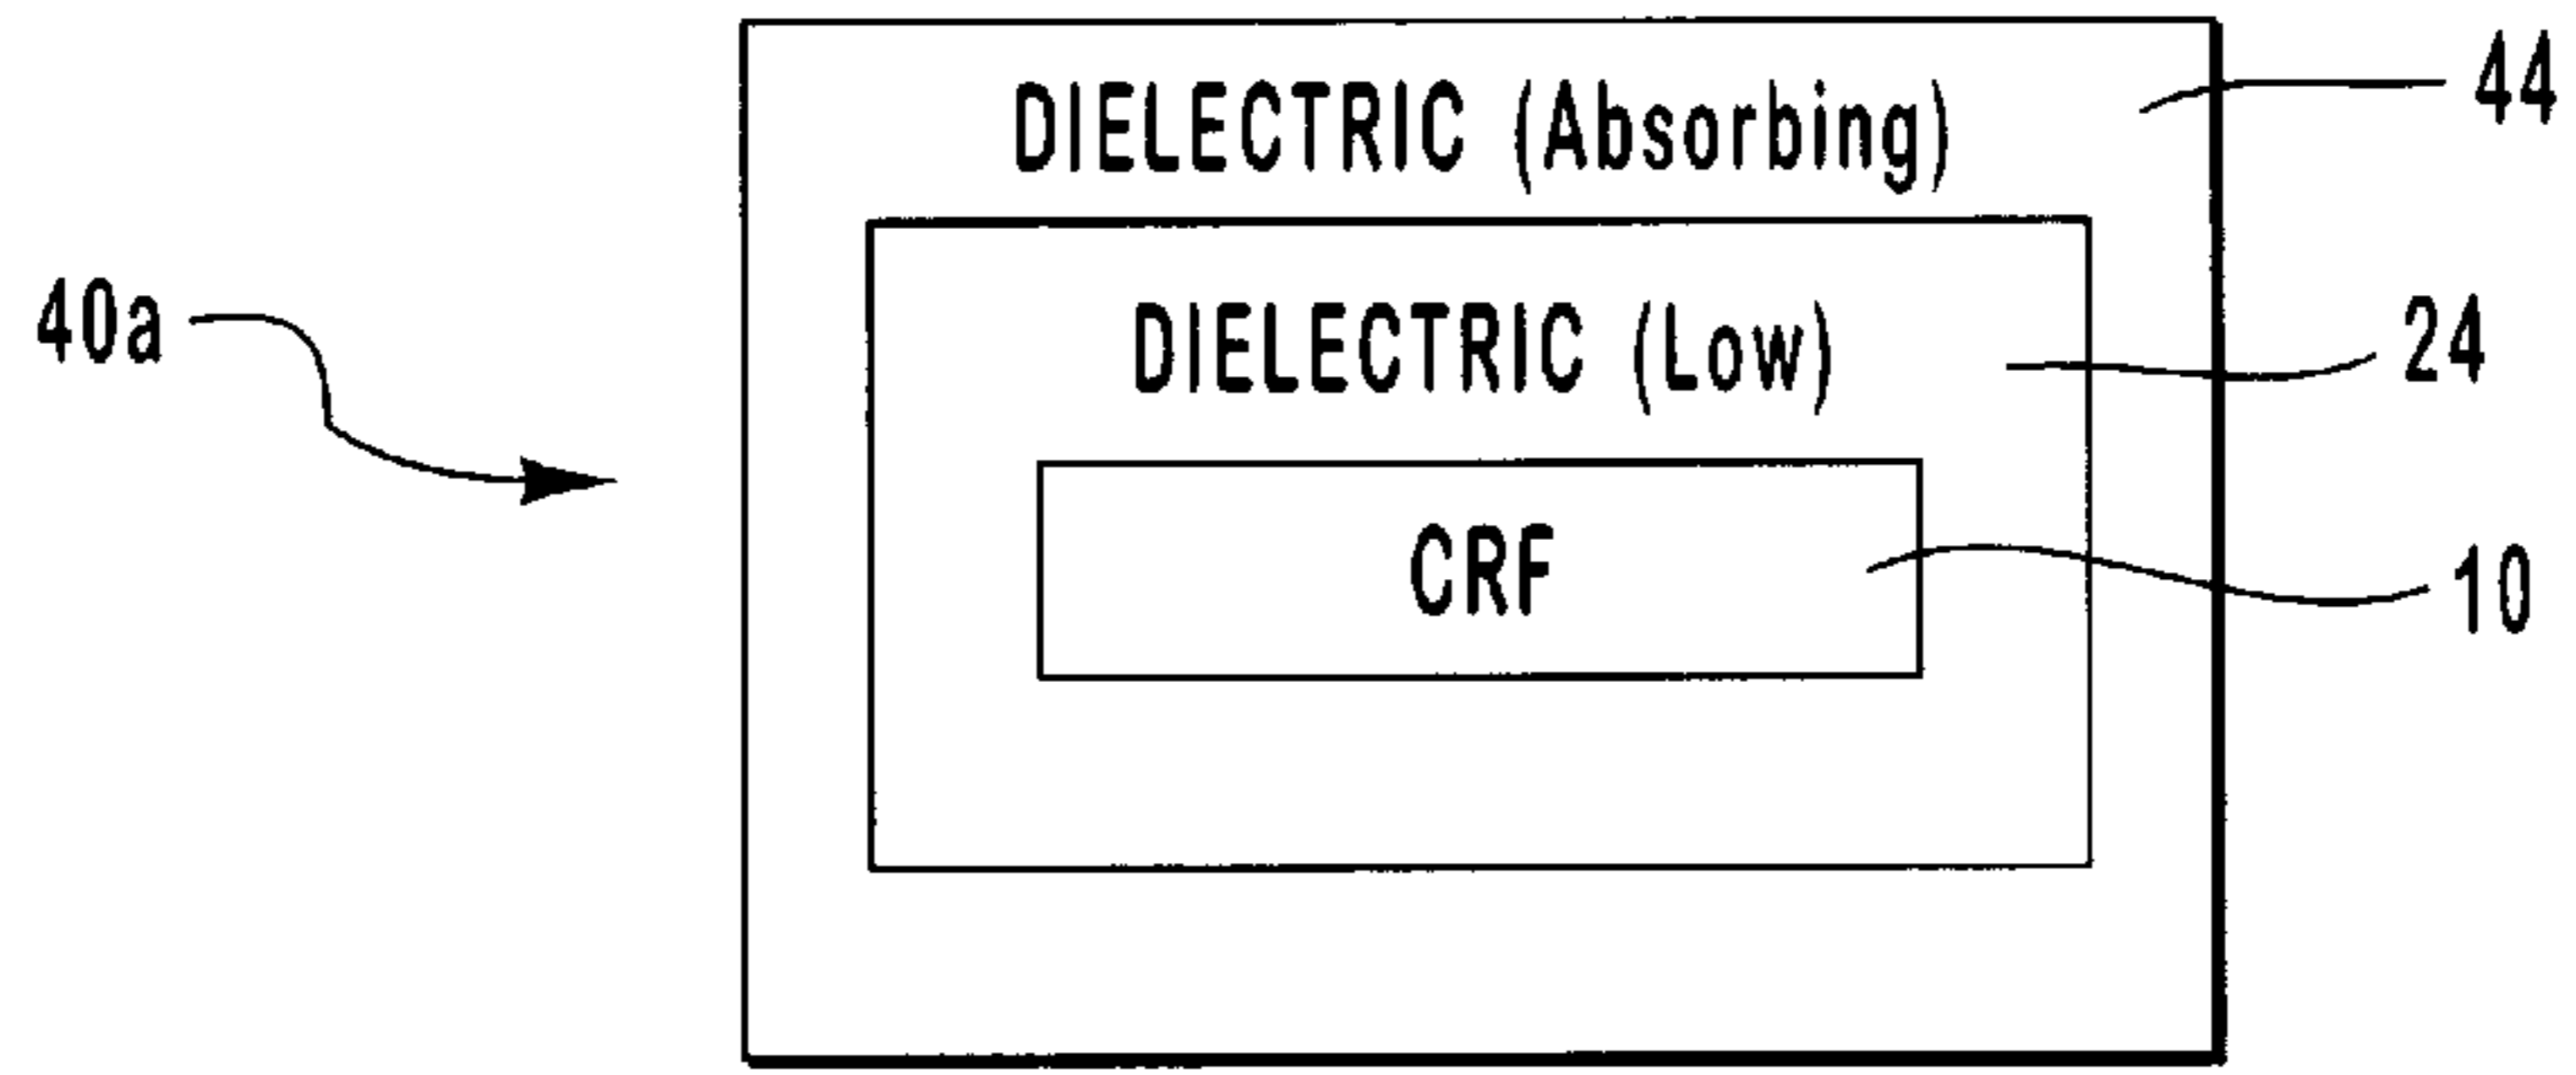 DIELECTRIC (Absorbing)
44
40a
DIELECTRIC (Low)
24
CRF
10